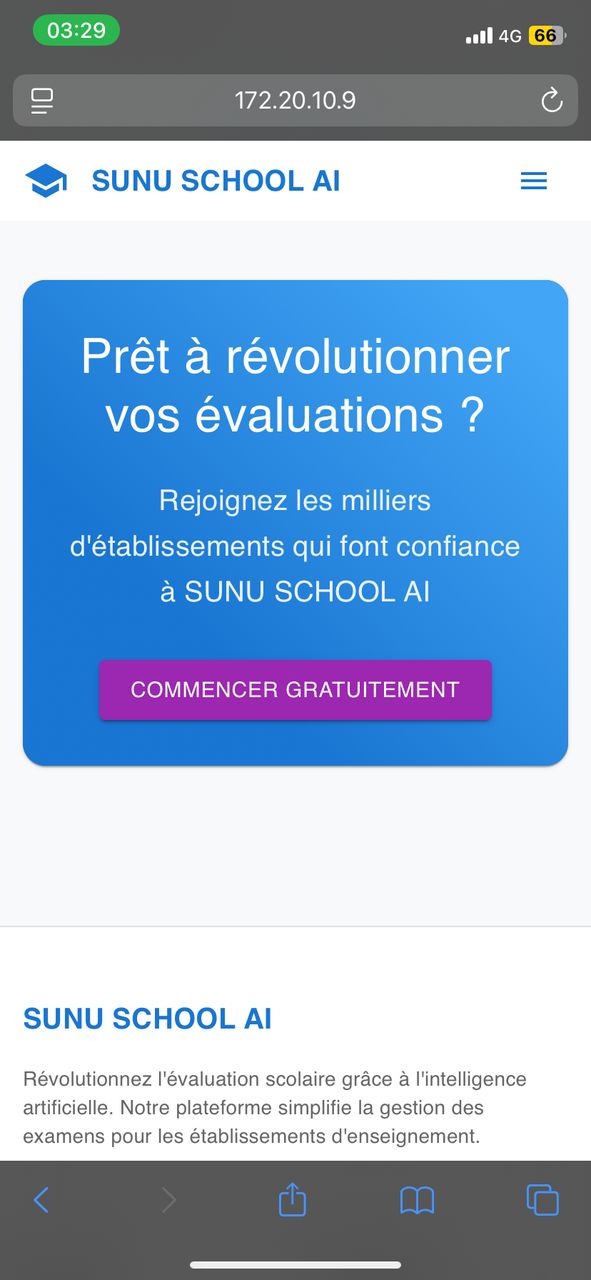 03:29
4G
66
172.20.10.9
SUNU SCHOOL AI
Prêt à révolutionner
vos évaluations ?
Rejoignez les milliers
d'établissements qui font confiance
à SUNU SCHOOL AI
COMMENCER GRATUITEMENT
SUNU SCHOOL AI
Révolutionnez l'évaluation scolaire grâce à l'intelligence
artificielle. Notre plateforme simplifie la gestion des
examens pour les établissements d'enseignement.